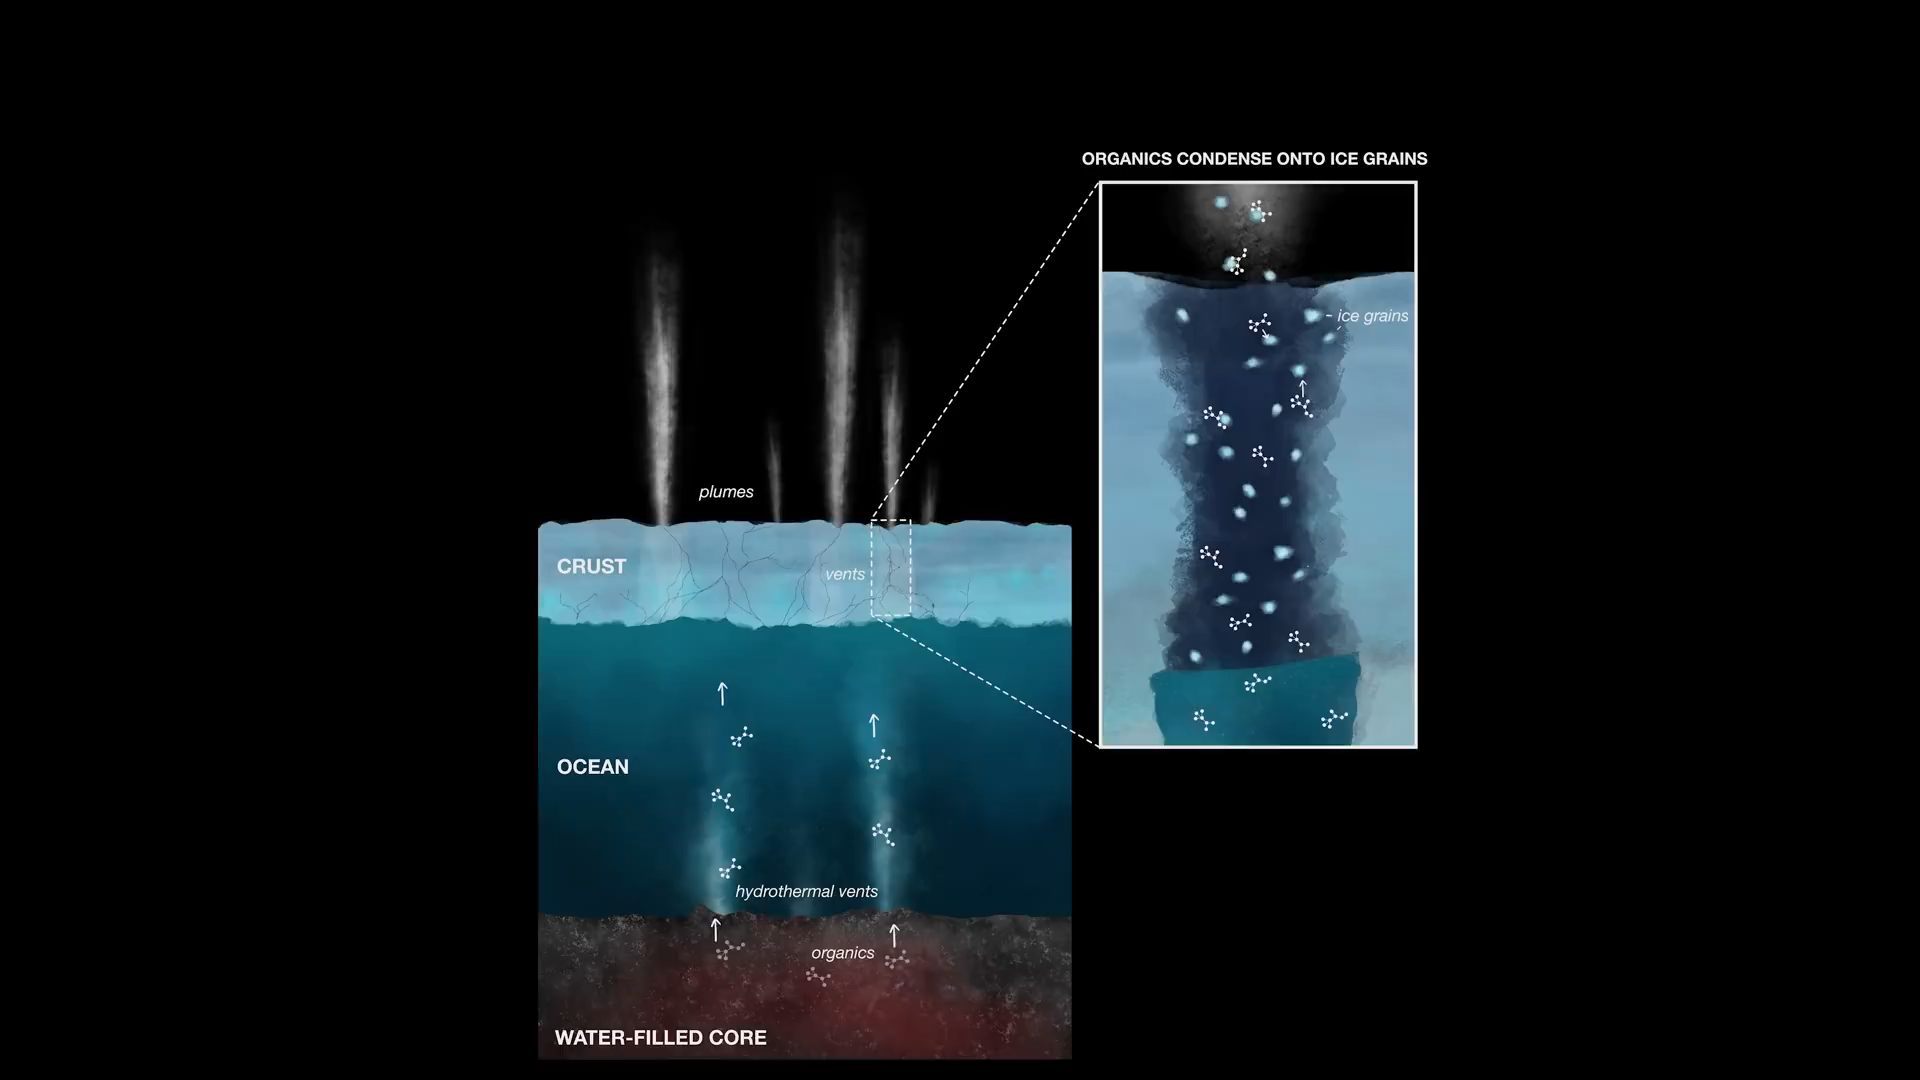 ORGANICS CONDENSE ONTO ICE GRAINS
ice grains
plumes
CRUST
vents
OCEAN
hydrothermal vents
organics
WATER-FILLED CORE